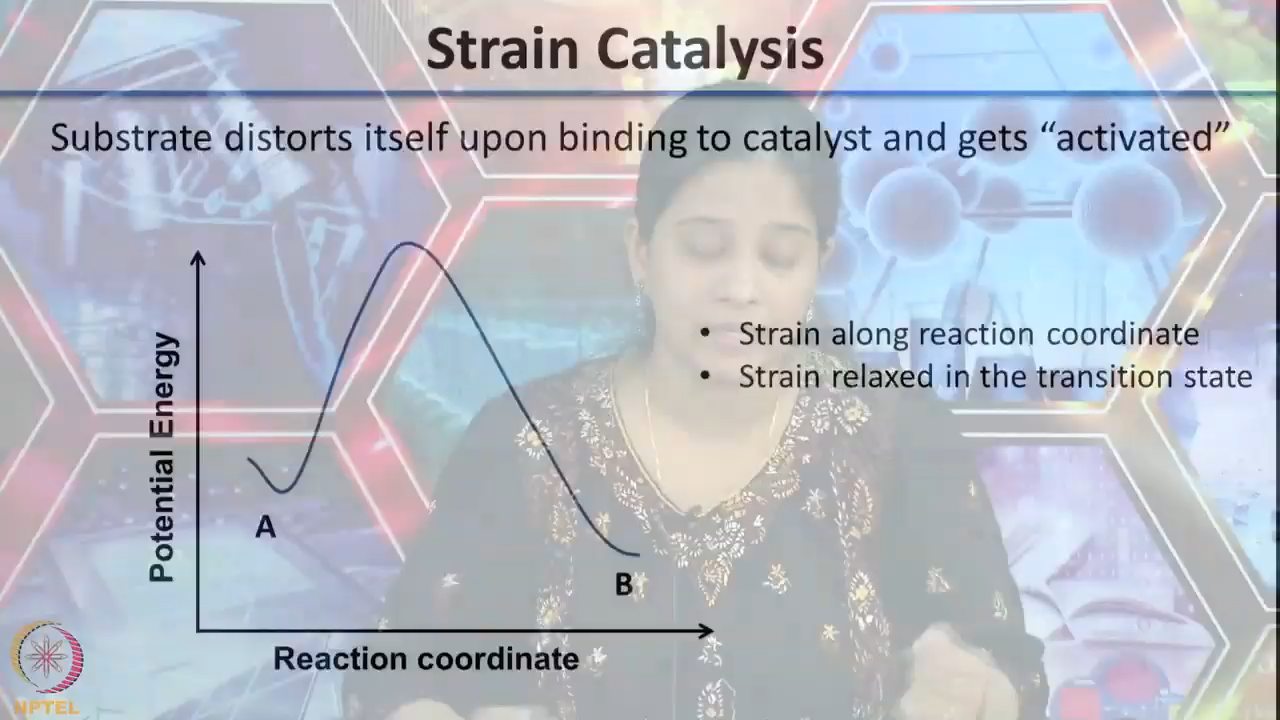 Strain Catalysis
Substrate distorts itself upon binding to catalyst and gets “activated”
• Strain along reaction coordinate
• Strain relaxed in the transition state
Potential Energy
A
B
Reaction coordinate
NPTEL